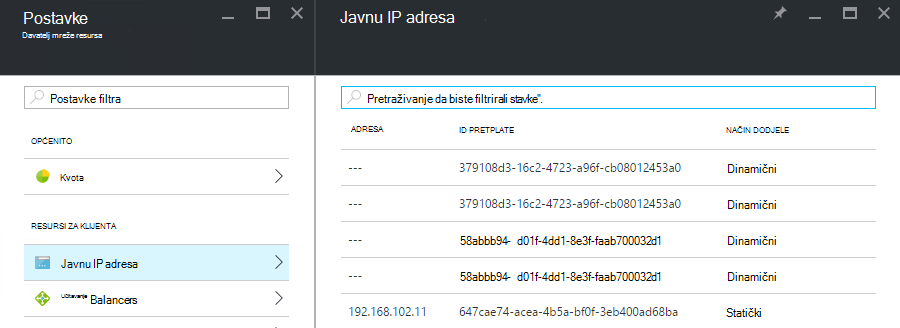 Postavke
Davatelj mreže resursa
Postavke filtra
OPĆENITO
Kvota
RESURSI ZA KLIJENTA
Javnu IP adresa
Učitavanje Balancers
Javnu IP adresa
Pretraživanje da biste filtrirali stavke".
ADRESA ID PRETPLATE NAČIN DODJELE
--- 379108d3-16c2-4723-a96f-cb08012453a0 Dinamični
--- 379108d3-16c2-4723-a96f-cb08012453a0 Dinamični
--- 58abbb94- d01f-4dd1-8e3f-faab700032d1 Dinamični
--- 58abbb94- d01f-4dd1-8e3f-faab700032d1 Dinamični
192.168.102.11 647cae74-acea-4b5a-bf0f-3eb400ad68ba Statički